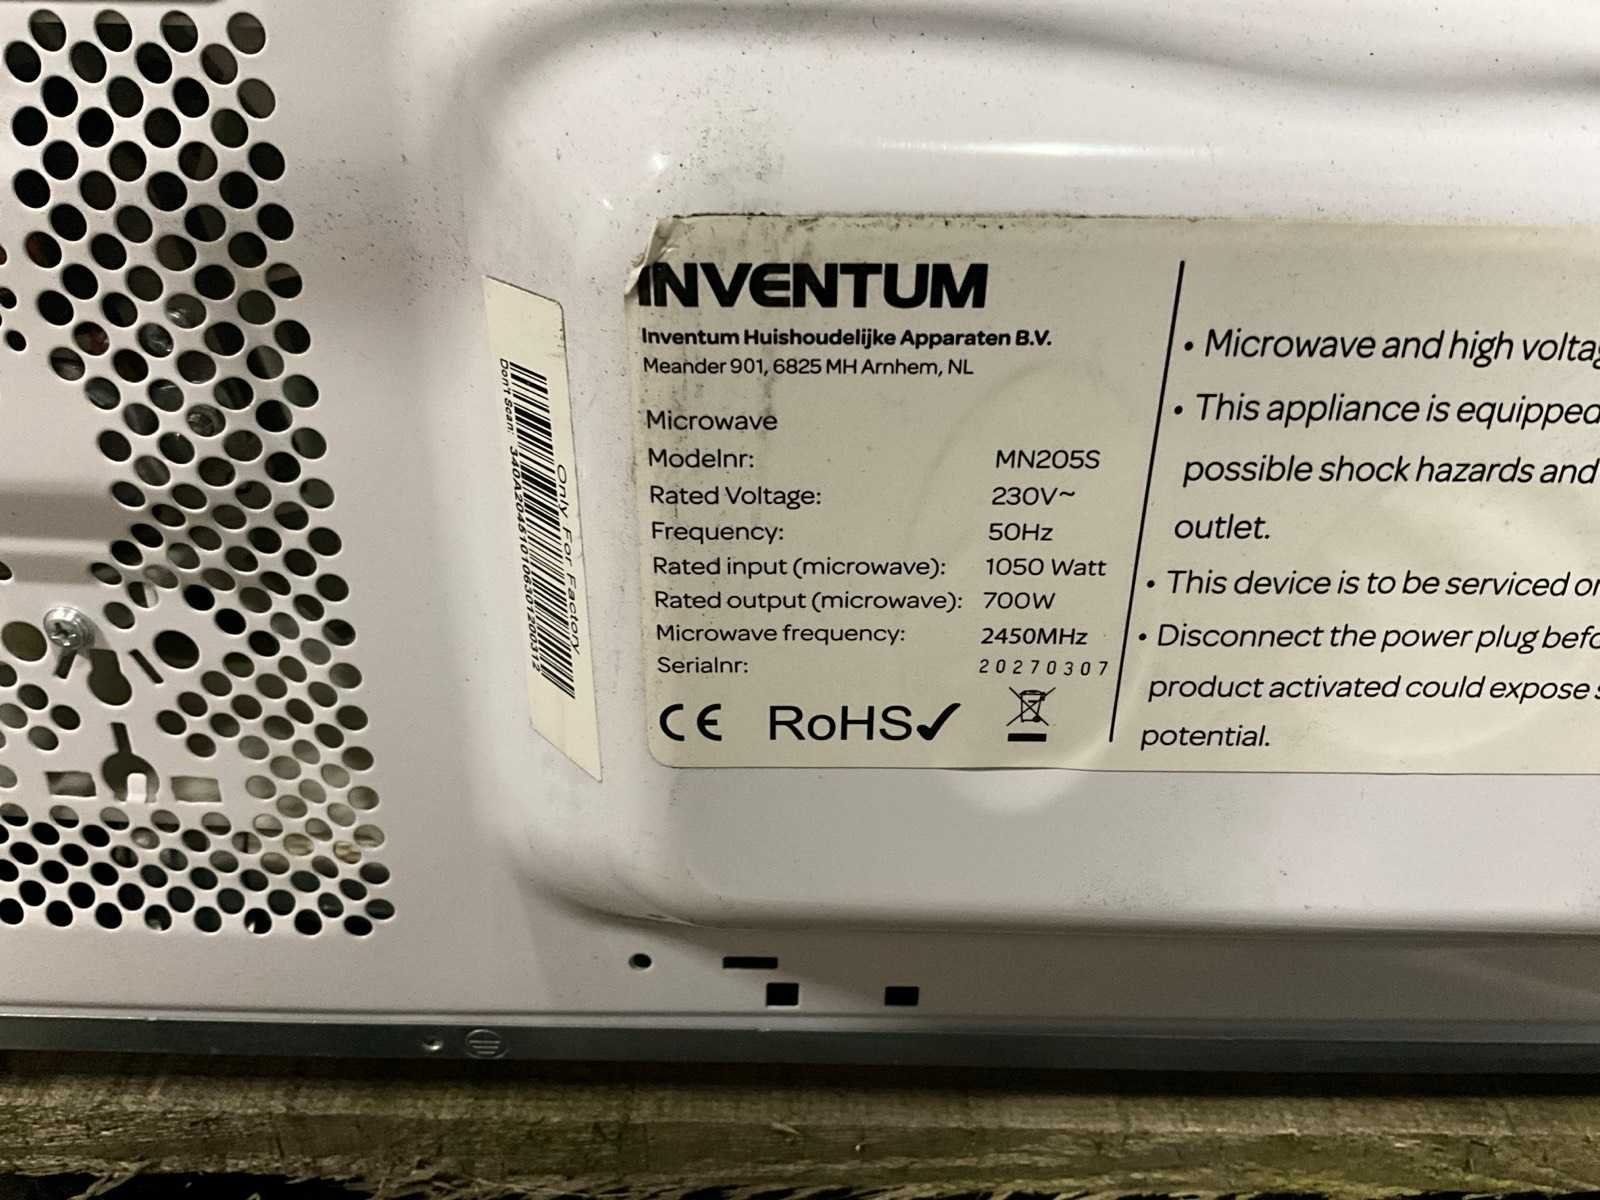 INVENTUM
Inventum Huishoudelijke Apparaten B.V.
Meander 901, 6825 MH Arnhem, NL
Microwave
Modelnr: MN205S
Rated Voltage: 230V~
Frequency: 50Hz
Rated input (microwave): 1050 Watt
Rated output (microwave): 700W
Microwave frequency: 2450MHz
Serialnr: 20270307
CE RoHS✓
• Microwave and high
• This appliance is equipped
possible shock hazards and
outlet.
• This device is to be serviced
• Disconnect the power plug
product activated could expose
potential.
Only For Factory
Don't Scan: